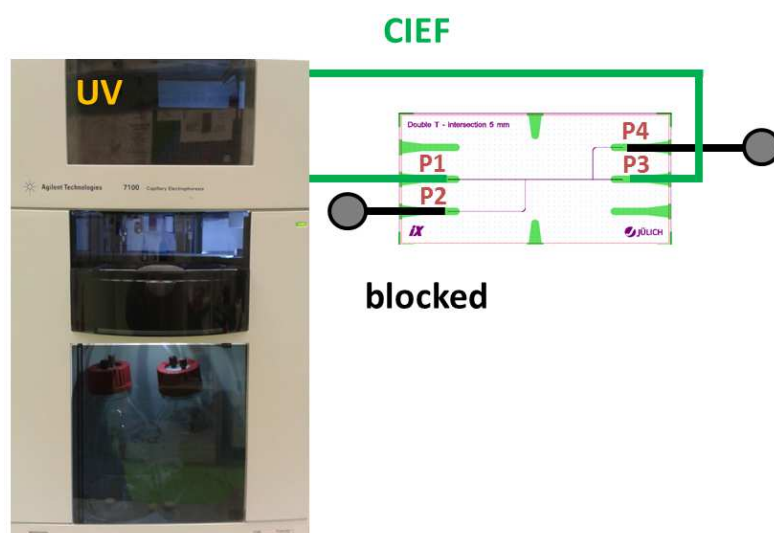 CIEF
UV
Double T - intersection 5 mm
P4
P1
P3
Agilent Technologies 7100 Capillary Electrophoresis
P2
iX
JÜLICH
blocked